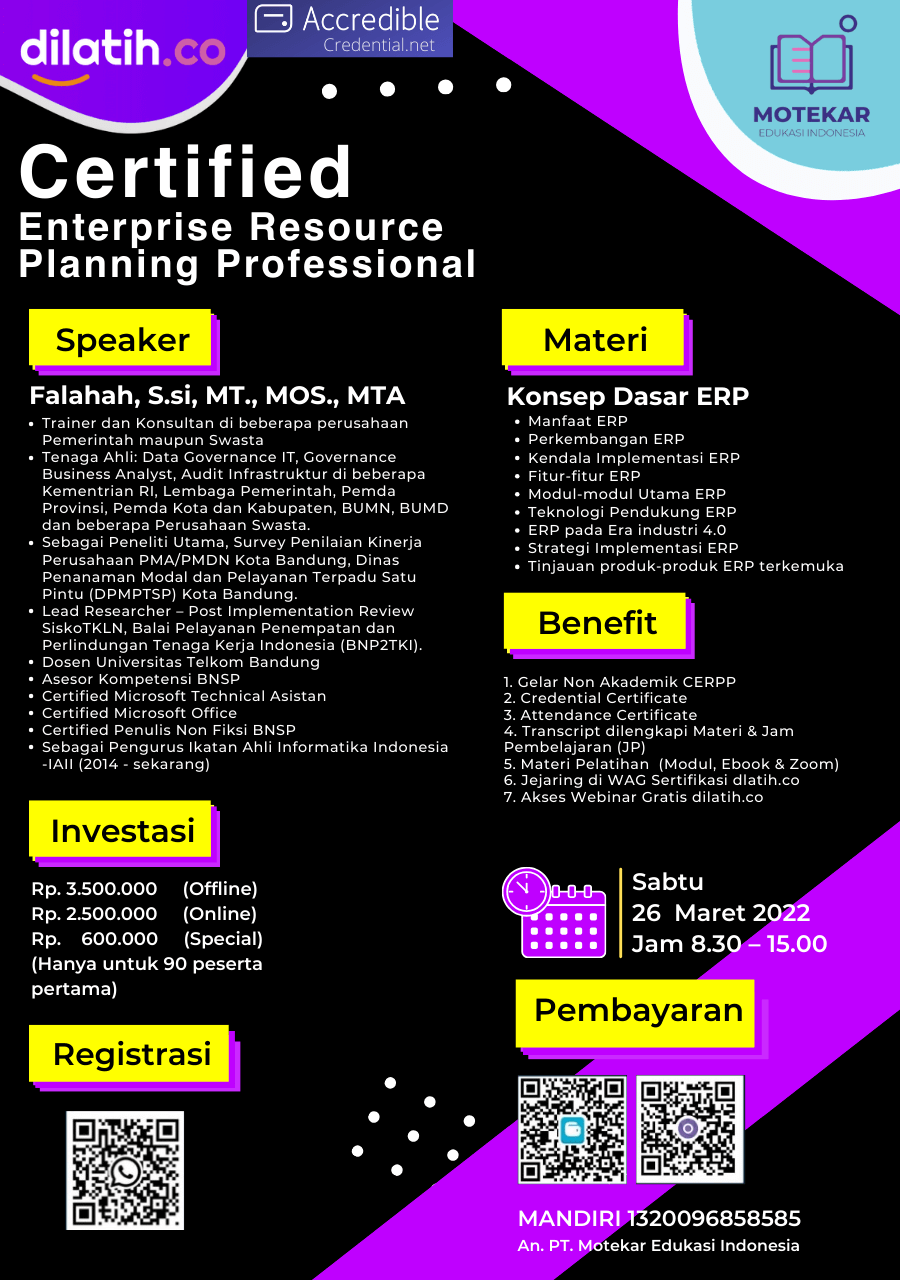 dilatih.co
Accredible
Credential.net
MOTEKAR
EDUKASI INDONESIA
Certified
Enterprise Resource
Planning Professional
Speaker
Falahah, S.si, MT., MOS., MTA
• Trainer dan Konsultan di beberapa perusahaan
Pemerintah maupun Swasta
• Tenaga Ahli: Data Governance IT, Governance
Business Analyst, Audit Infrastruktur di beberapa
Kementrian RI, Lembaga Pemerintah, Pemda
Provinsi, Pemda Kota dan Kabupaten, BUMN, BUMD
dan beberapa Perusahaan Swasta.
• Sebagai Peneliti Utama, Survey Penilaian Kinerja
Perusahaan PMA/PMDN Kota Bandung, Dinas
Penanaman Modal dan Pelayanan Terpadu Satu
Pintu (DPMPTSP) Kota Bandung.
• Lead Researcher – Post Implementation Review
SiskoTKLN, Balai Pelayanan Penempatan dan
Perlindungan Tenaga Kerja Indonesia (BNP2TKI).
• Dosen Universitas Telkom Bandung
• Asesor Kompetensi BNSP
• Certified Microsoft Technical Asistan
• Certified Microsoft Office
• Certified Penulis Non Fiksi BNSP
• Sebagai Pengurus Ikatan Ahli Informatika Indonesia
-IAII (2014 - sekarang)
Investasi
Rp. 3.500.000 (Offline)
Rp. 2.500.000 (Online)
Rp. 600.000 (Special)
(Hanya untuk 90 peserta
pertama)
Registrasi
Materi
Konsep Dasar ERP
• Manfaat ERP
• Perkembangan ERP
• Kendala Implementasi ERP
• Fitur-fitur ERP
• Modul-modul Utama ERP
• Teknologi Pendukung ERP
• ERP pada Era industri 4.0
• Strategi Implementasi ERP
• Tinjauan produk-produk ERP terkemuka
Benefit
1. Gelar Non Akademik CERPP
2. Credential Certificate
3. Attendance Certificate
4. Transcript dilengkapi Materi & Jam
Pembelajaran (JP)
5. Materi Pelatihan (Modul, Ebook & Zoom)
6. Jejaring di WAG Sertifikasi dlatih.co
7. Akses Webinar Gratis dilatih.co
Sabtu
26 Maret 2022
Jam 8.30 – 15.00
Pembayaran
MANDIRI 1320096858585
An. PT. Motekar Edukasi Indonesia